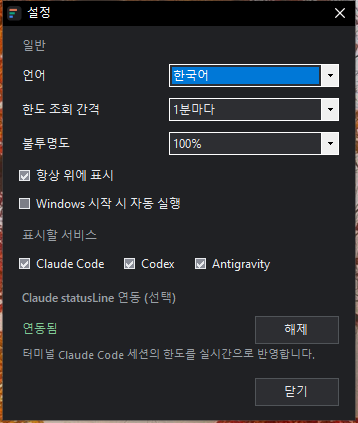 설정
일반
언어 한국어
한도 조회 간격 1분마다
불투명도 100%
항상 위에 표시
Windows 시작 시 자동 실행
표시할 서비스
Claude Code Codex Antigravity
Claude statusLine 연동 (선택)
연동됨 해제
터미널 Claude Code 세션의 한도를 실시간으로 반영합니다.
닫기